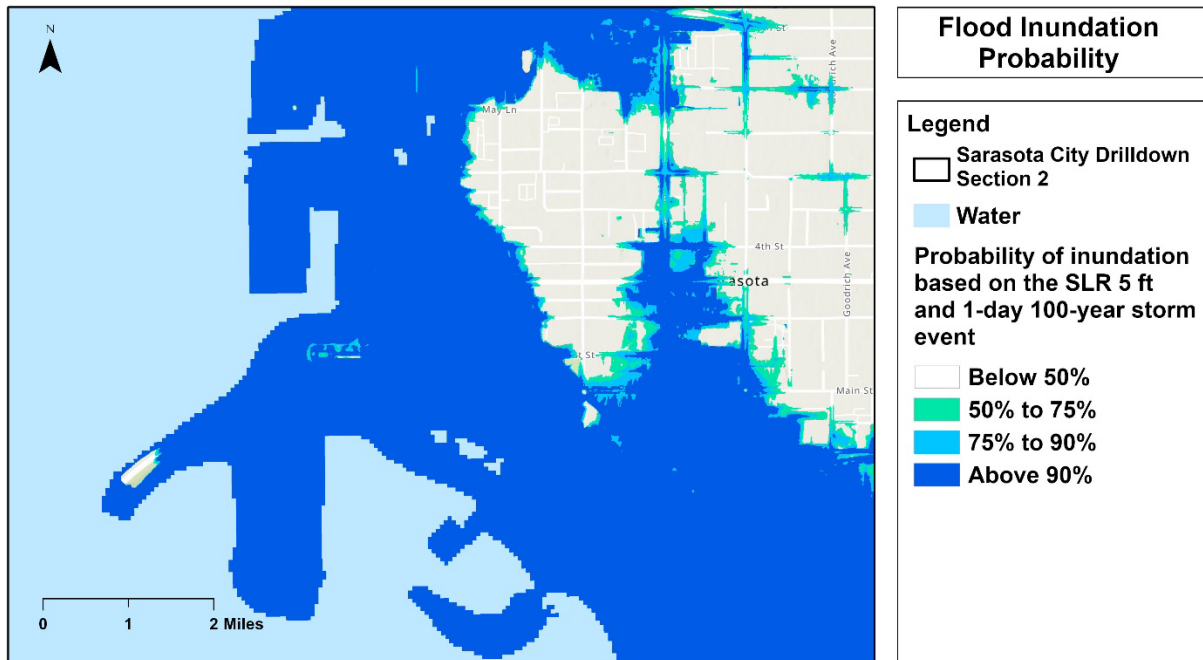 N
May Ln
Goodrich Ave
4th St
asota
Goodrich Ave
st St
Main St
0 1 2 Miles
Flood Inundation
Probability
Legend
Sarasota City Drilldown
Section 2
Water
Probability of inundation
based on the SLR 5 ft
and 1-day 100-year storm
event
Below 50%
50% to 75%
75% to 90%
Above 90%